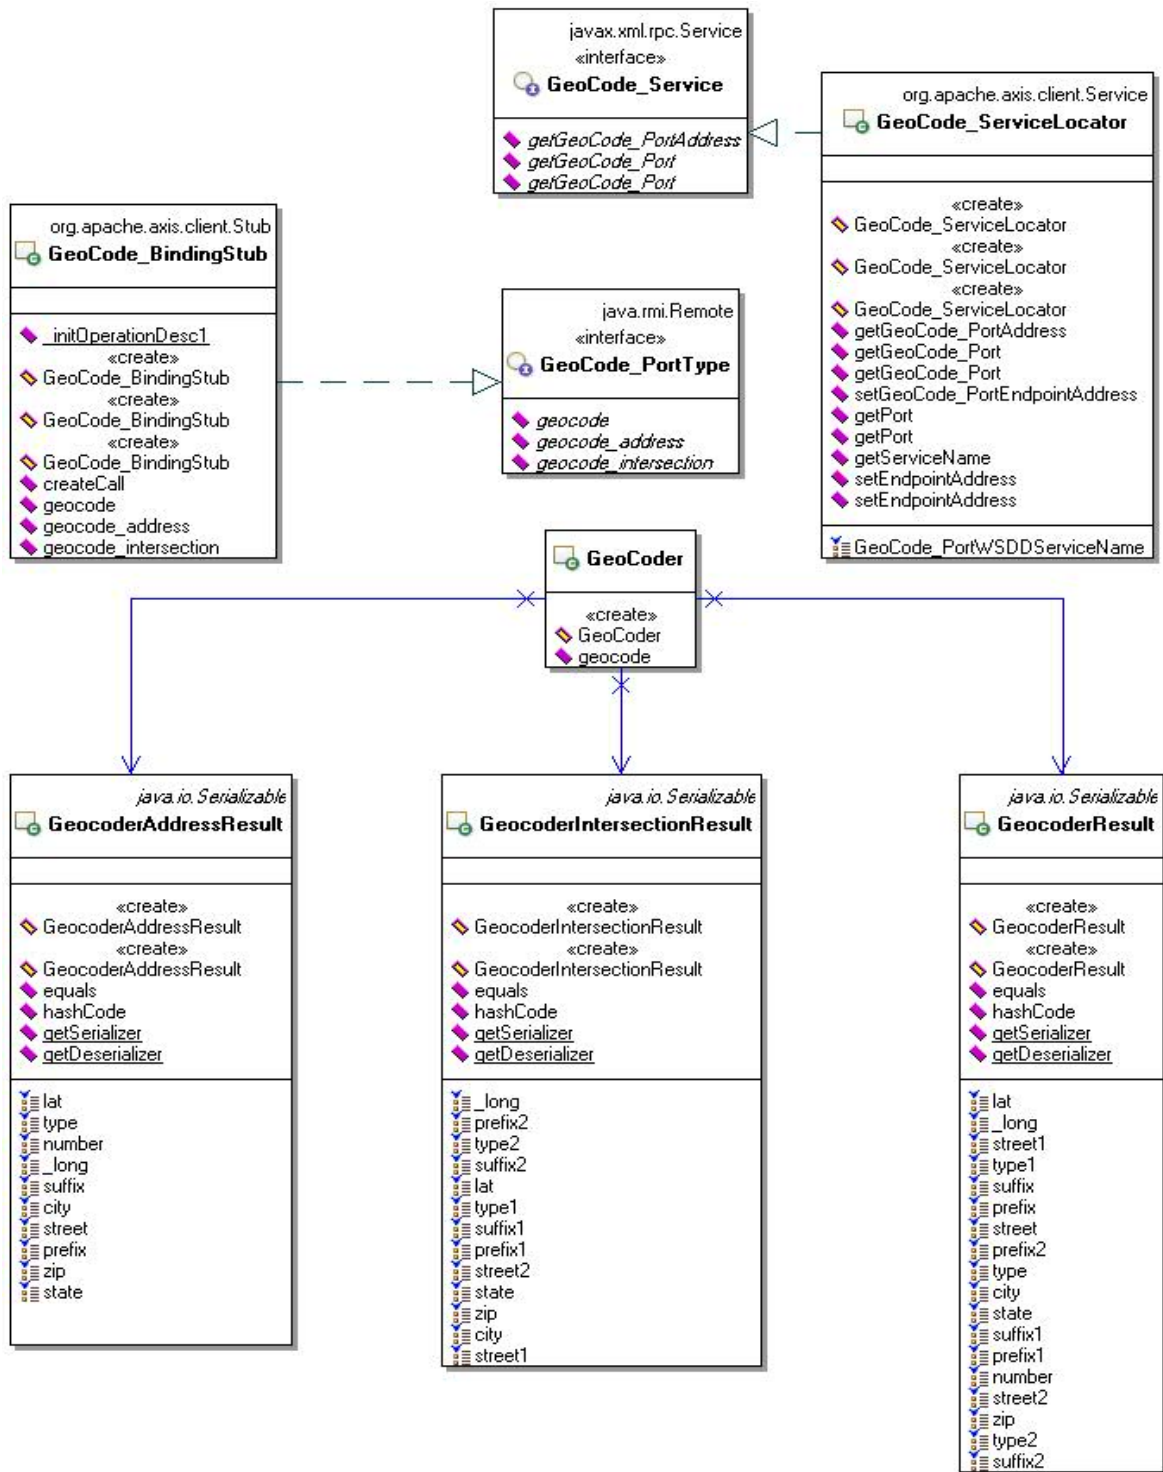 javax.xml.rpc.Service
«interface»
GeoCode_Service
getGeoCode_PortAddress
getGeoCode_Port
getGeoCode_Port
org.apache.axis.client.Service
GeoCode_ServiceLocator
«create»
GeoCode_ServiceLocator
«create»
GeoCode_ServiceLocator
«create»
GeoCode_ServiceLocator
getGeoCode_PortAddress
getGeoCode_Port
getGeoCode_Port
setGeoCode_PortEndpointAddress
getPort
getPort
getServiceName
setEndpointAddress
setEndpointAddress
GeoCode_PortWSDDServiceName
org.apache.axis.client.Stub
GeoCode_BindingStub
_initOperationDesc1
«create»
GeoCode_BindingStub
«create»
GeoCode_BindingStub
«create»
GeoCode_BindingStub
createCall
geocode
geocode_address
geocode_intersection
java.rmi.Remote
«interface»
GeoCode_PortType
geocode
geocode_address
geocode_intersection
GeoCoder
«create»
GeoCoder
geocode
java.io.Serializable
GeocoderAddressResult
«create»
GeocoderAddressResult
«create»
GeocoderAddressResult
equals
hashCode
getSerializer
getDeserializer
lat
type
number
_long
suffix
city
street
prefix
zip
state
java.io.Serializable
GeocoderIntersectionResult
«create»
GeocoderIntersectionResult
«create»
GeocoderIntersectionResult
equals
hashCode
getSerializer
getDeserializer
_long
prefix2
type2
suffix2
lat
type1
suffix1
prefix1
street2
state
zip
city
street1
java.io.Serializable
GeocoderResult
«create»
GeocoderResult
«create»
GeocoderResult
equals
hashCode
getSerializer
getDeserializer
lat
_long
street1
type1
suffix
prefix
street
prefix2
type
city
state
suffix1
prefix1
number
street2
zip
type2
suffix2